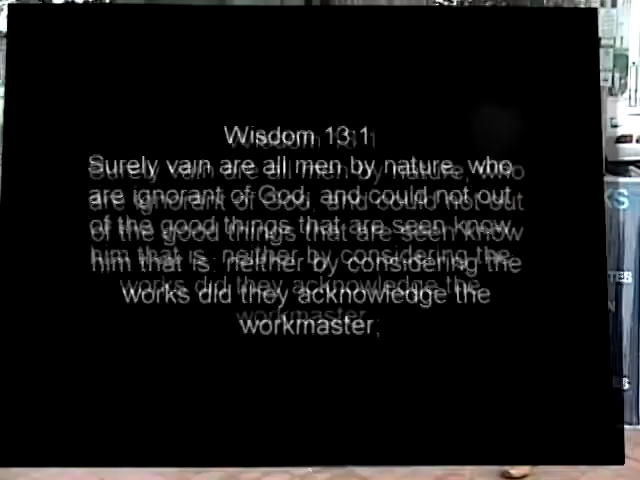 Wisdom 13:1
Surely vain are all men by nature, who
are ignorant of God, and could not out
of the good things that are seen know
him that is: neither by considering the
works did they acknowledge the
workmaster;
S
TES
N
ES